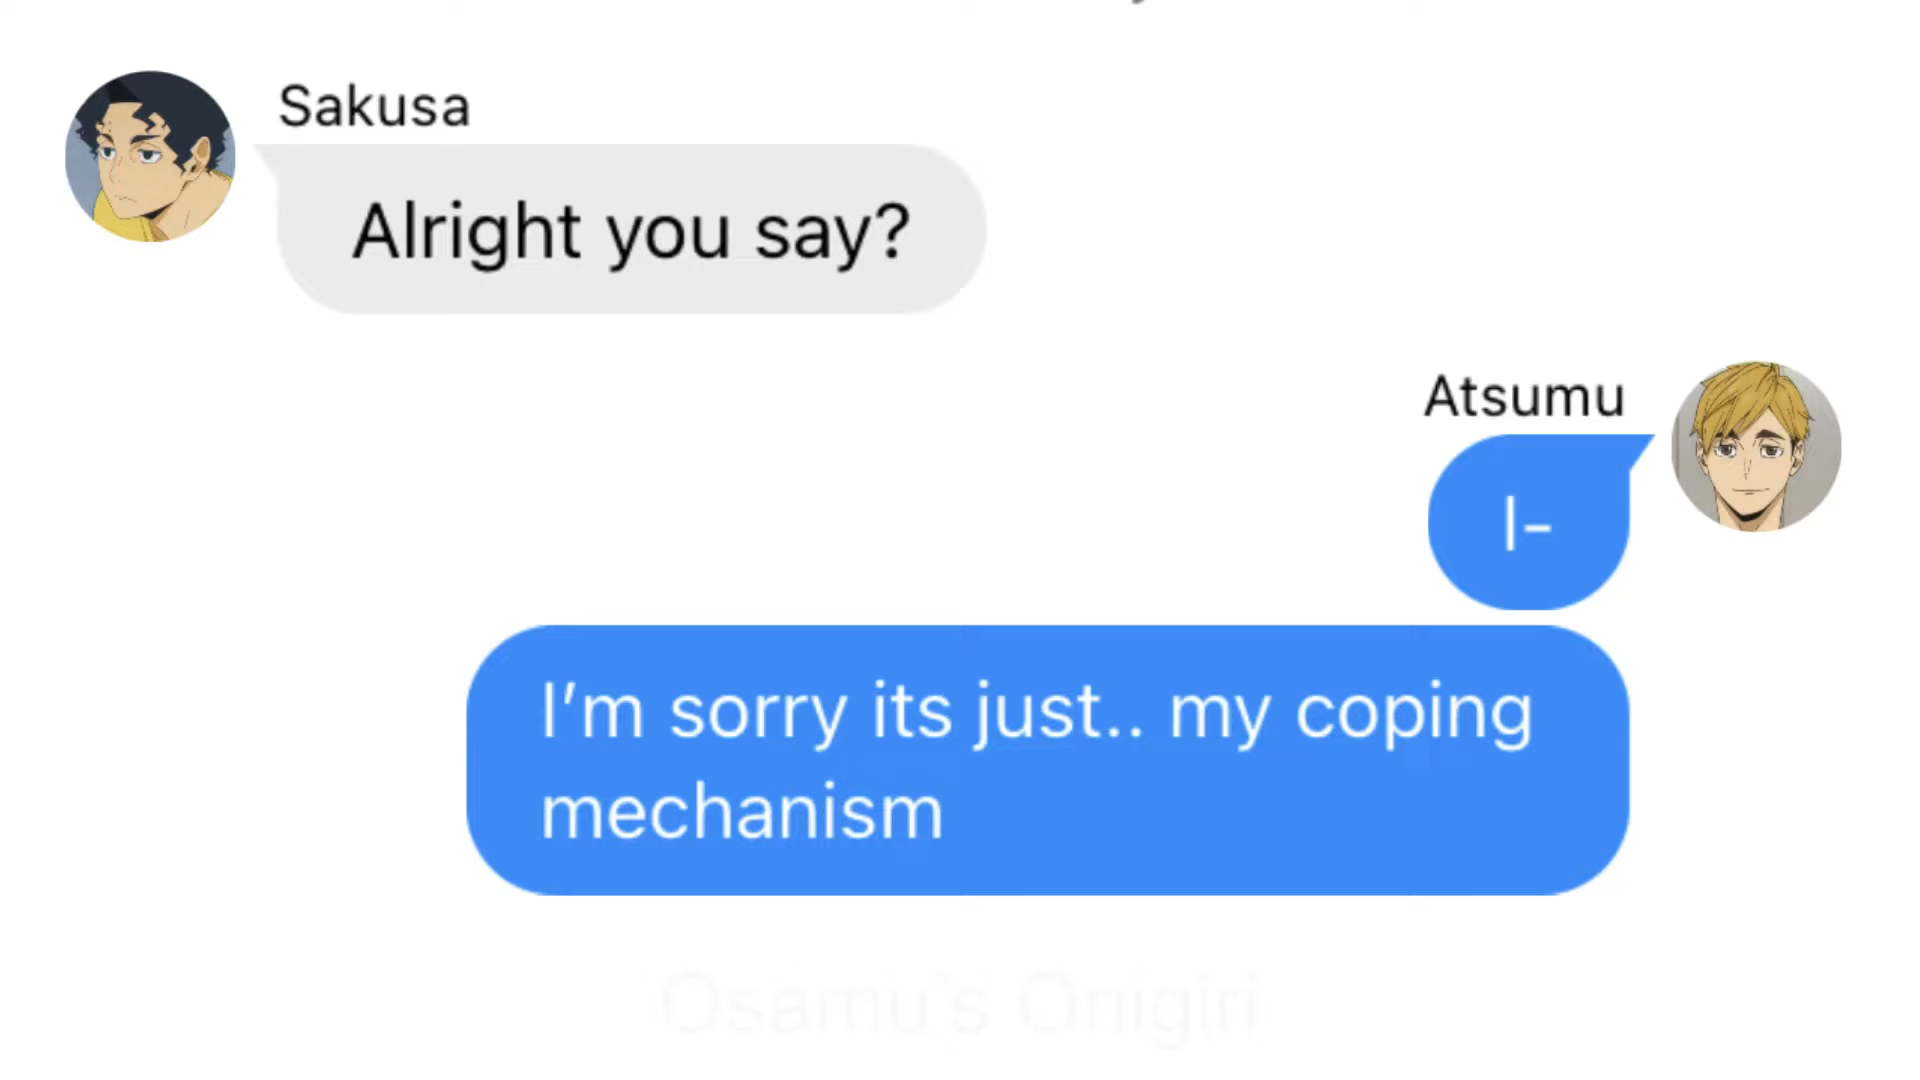 Sakusa
Alright you say?
Atsumu
I-
I'm sorry its just.. my coping
mechanism
Osamu's Onigiri